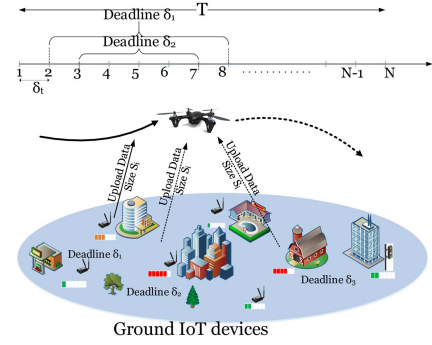 T
Deadline δ₁
Deadline δ₂
1 2 3 4 5 6 7 8 ................ N-1 N
δt
Upload Data Size Sᵢ
Upload Data Size Sᵢ
Upload Data Size Sᵢ
Deadline δ₁
Deadline δ₂
Deadline δ₃
Ground IoT devices